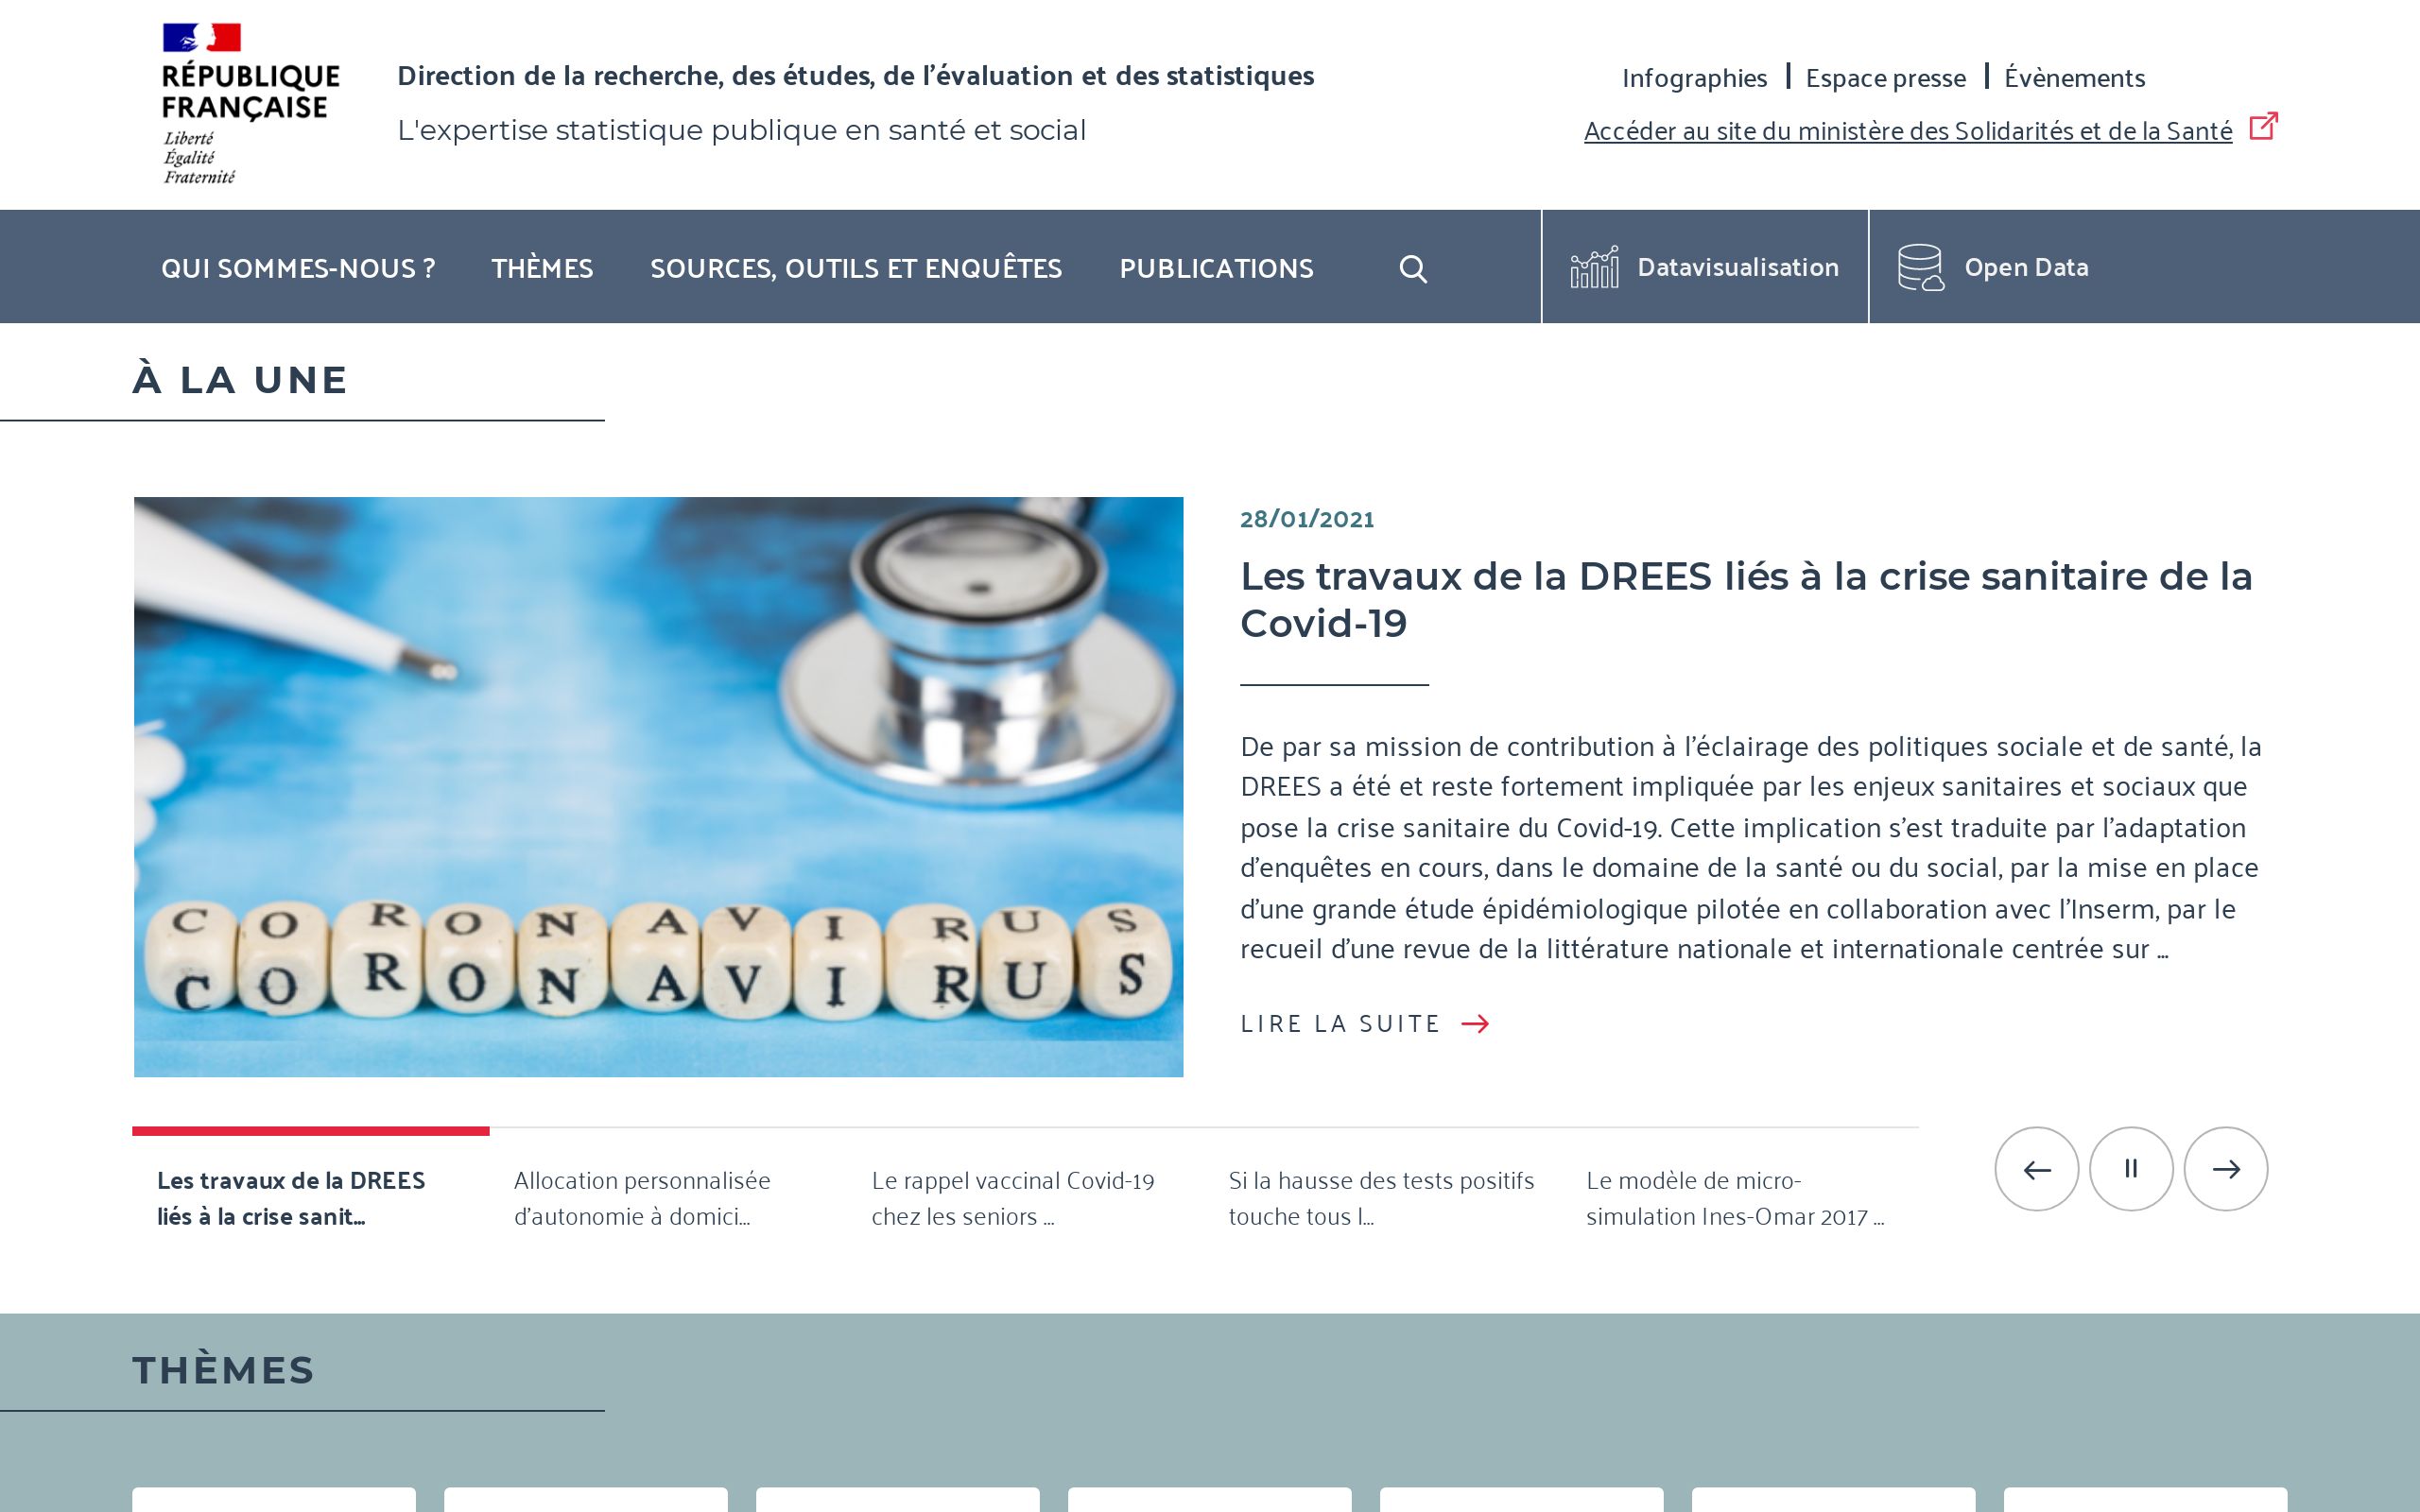 RÉPUBLIQUE
FRANÇAISE
Liberté
Égalité
Fraternité
Direction de la recherche, des études, de l’évaluation et des statistiques
L'expertise statistique publique en santé et social
Infographies
Espace presse
Évènements
Accéder au site du ministère des Solidarités et de la Santé
QUI SOMMES-NOUS ?
THÈMES
SOURCES, OUTILS ET ENQUÊTES
PUBLICATIONS
Datavisualisation
Open Data
À LA UNE
C O R O N A V I R U S
C O R O N A V I R U S
28/01/2021
Les travaux de la DREES liés à la crise sanitaire de la
Covid-19
De par sa mission de contribution à l’éclairage des politiques sociale et de santé, la
DREES a été et reste fortement impliquée par les enjeux sanitaires et sociaux que
pose la crise sanitaire du Covid-19. Cette implication s’est traduite par l’adaptation
d’enquêtes en cours, dans le domaine de la santé ou du social, par la mise en place
d’une grande étude épidémiologique pilotée en collaboration avec l’Inserm, par le
recueil d’une revue de la littérature nationale et internationale centrée sur ...
LIRE LA SUITE
Les travaux de la DREES
liés à la crise sanit...
Allocation personnalisée
d’autonomie à domici...
Le rappel vaccinal Covid-19
chez les seniors ...
Si la hausse des tests positifs
touche tous l...
Le modèle de micro-
simulation Ines-Omar 2017 ...
THÈMES